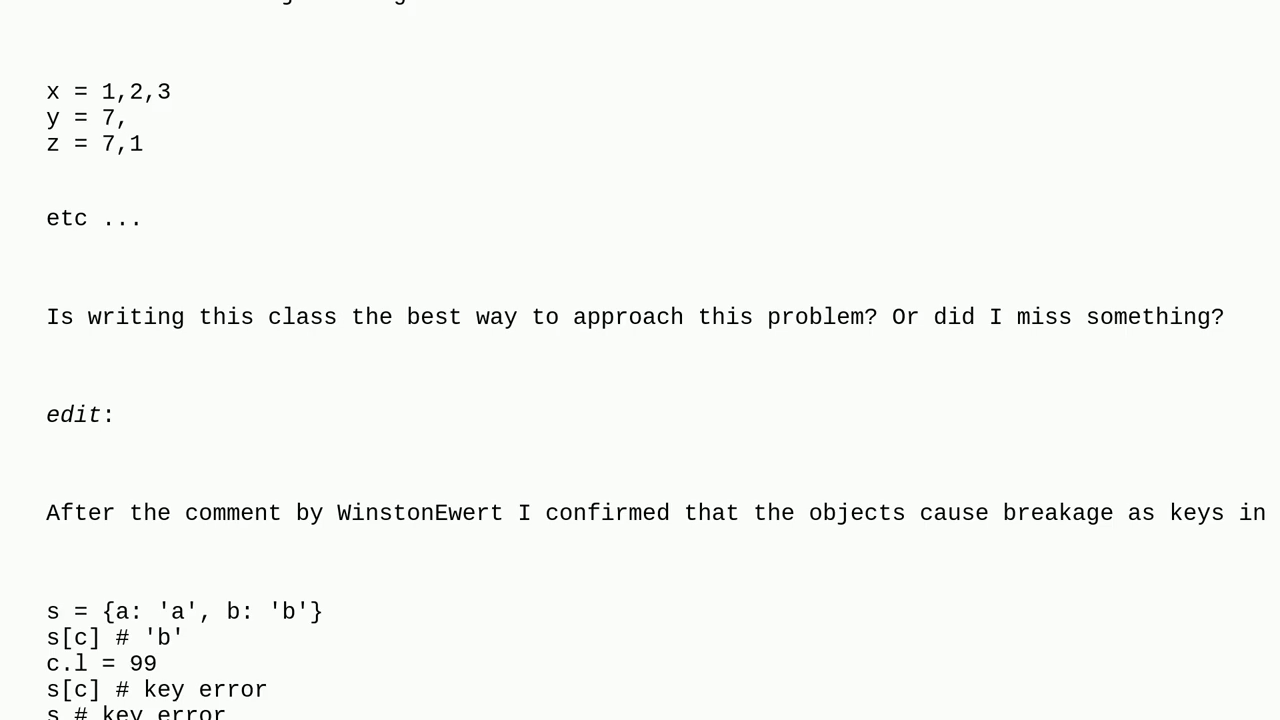 x = 1,2,3
y = 7,
z = 7,1
etc ...
Is writing this class the best way to approach this problem? Or did I miss something?
edit:
After the comment by WinstonEwert I confirmed that the objects cause breakage as keys in
s = {a: 'a', b: 'b'}
s[c] # 'b'
c.l = 99
s[c] # key error
s # key error